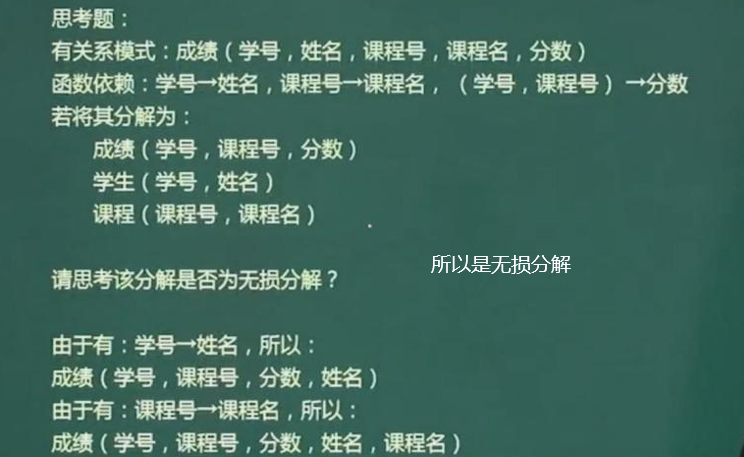 思考题：
有关系模式：成绩（学号，姓名，课程号，课程名，分数）
函数依赖：学号→姓名，课程号→课程名，（学号，课程号）→分数
若将其分解为：
成绩（学号，课程号，分数）
学生（学号，姓名）
课程（课程号，课程名）
请思考该分解是否为无损分解？
所以是无损分解
由于有：学号→姓名，所以：
成绩（学号，课程号，分数，姓名）
由于有：课程号→课程名，所以：
成绩（学号，课程号，分数，姓名，课程名）